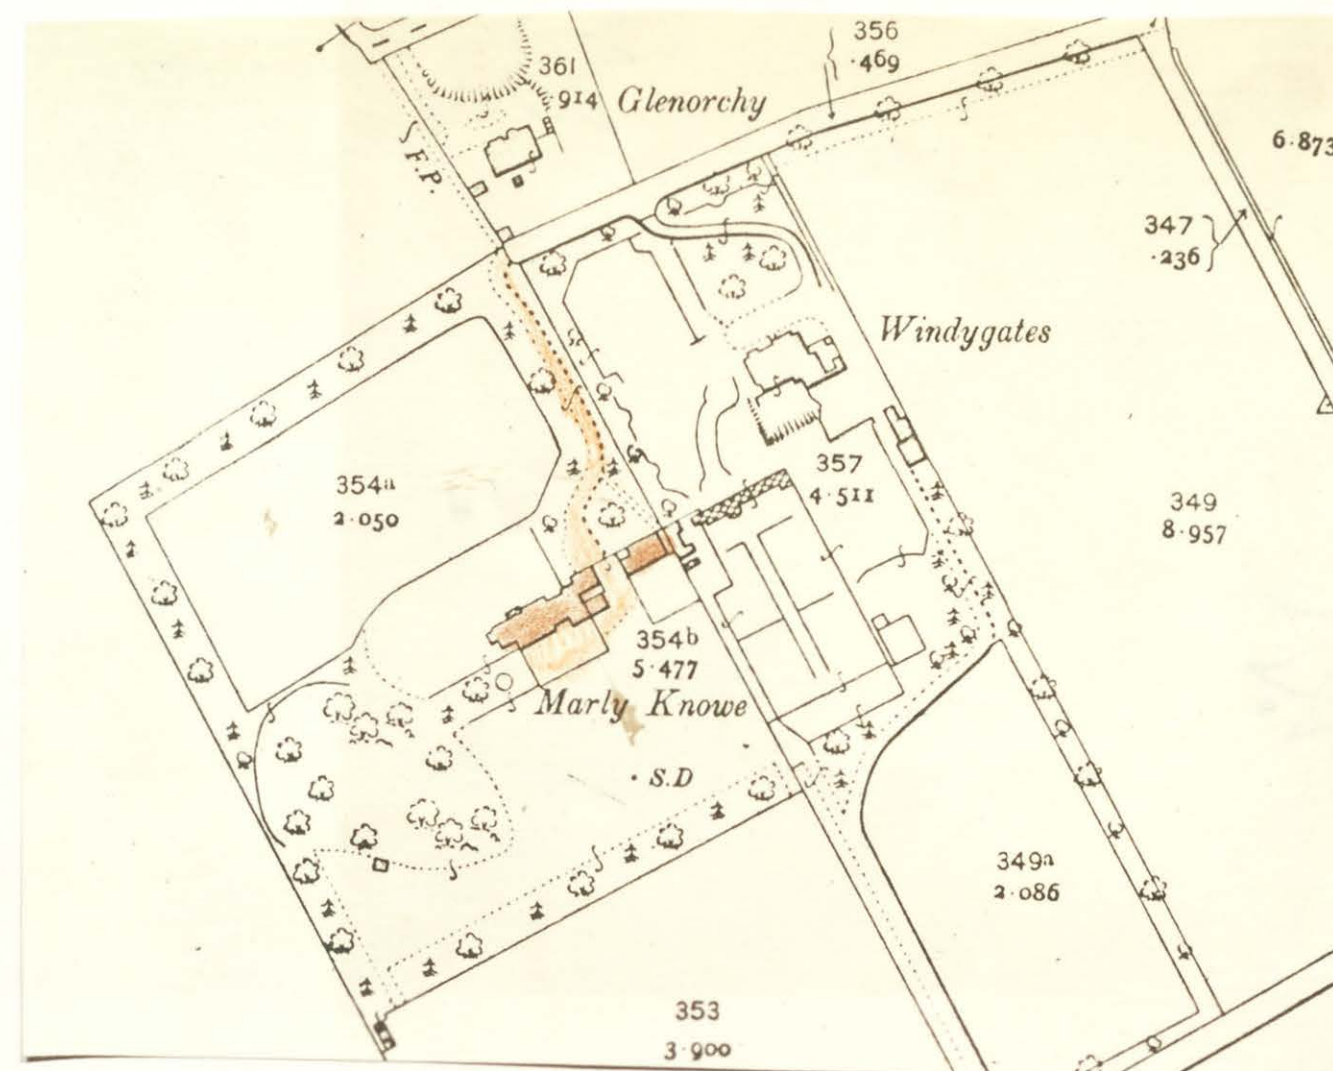 356
·469
361
·914
Glenorchy
F.P.
6·873
347
·236
Windygates
357
4·511
354a
2·050
349
8·957
354b
5·477
Marly Knowe
S.D
349a
2·086
353
3·900